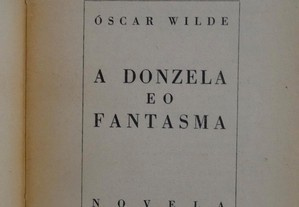 ÓSCAR WILDE
A DONZELA
E O
FANTASMA
NOVELA